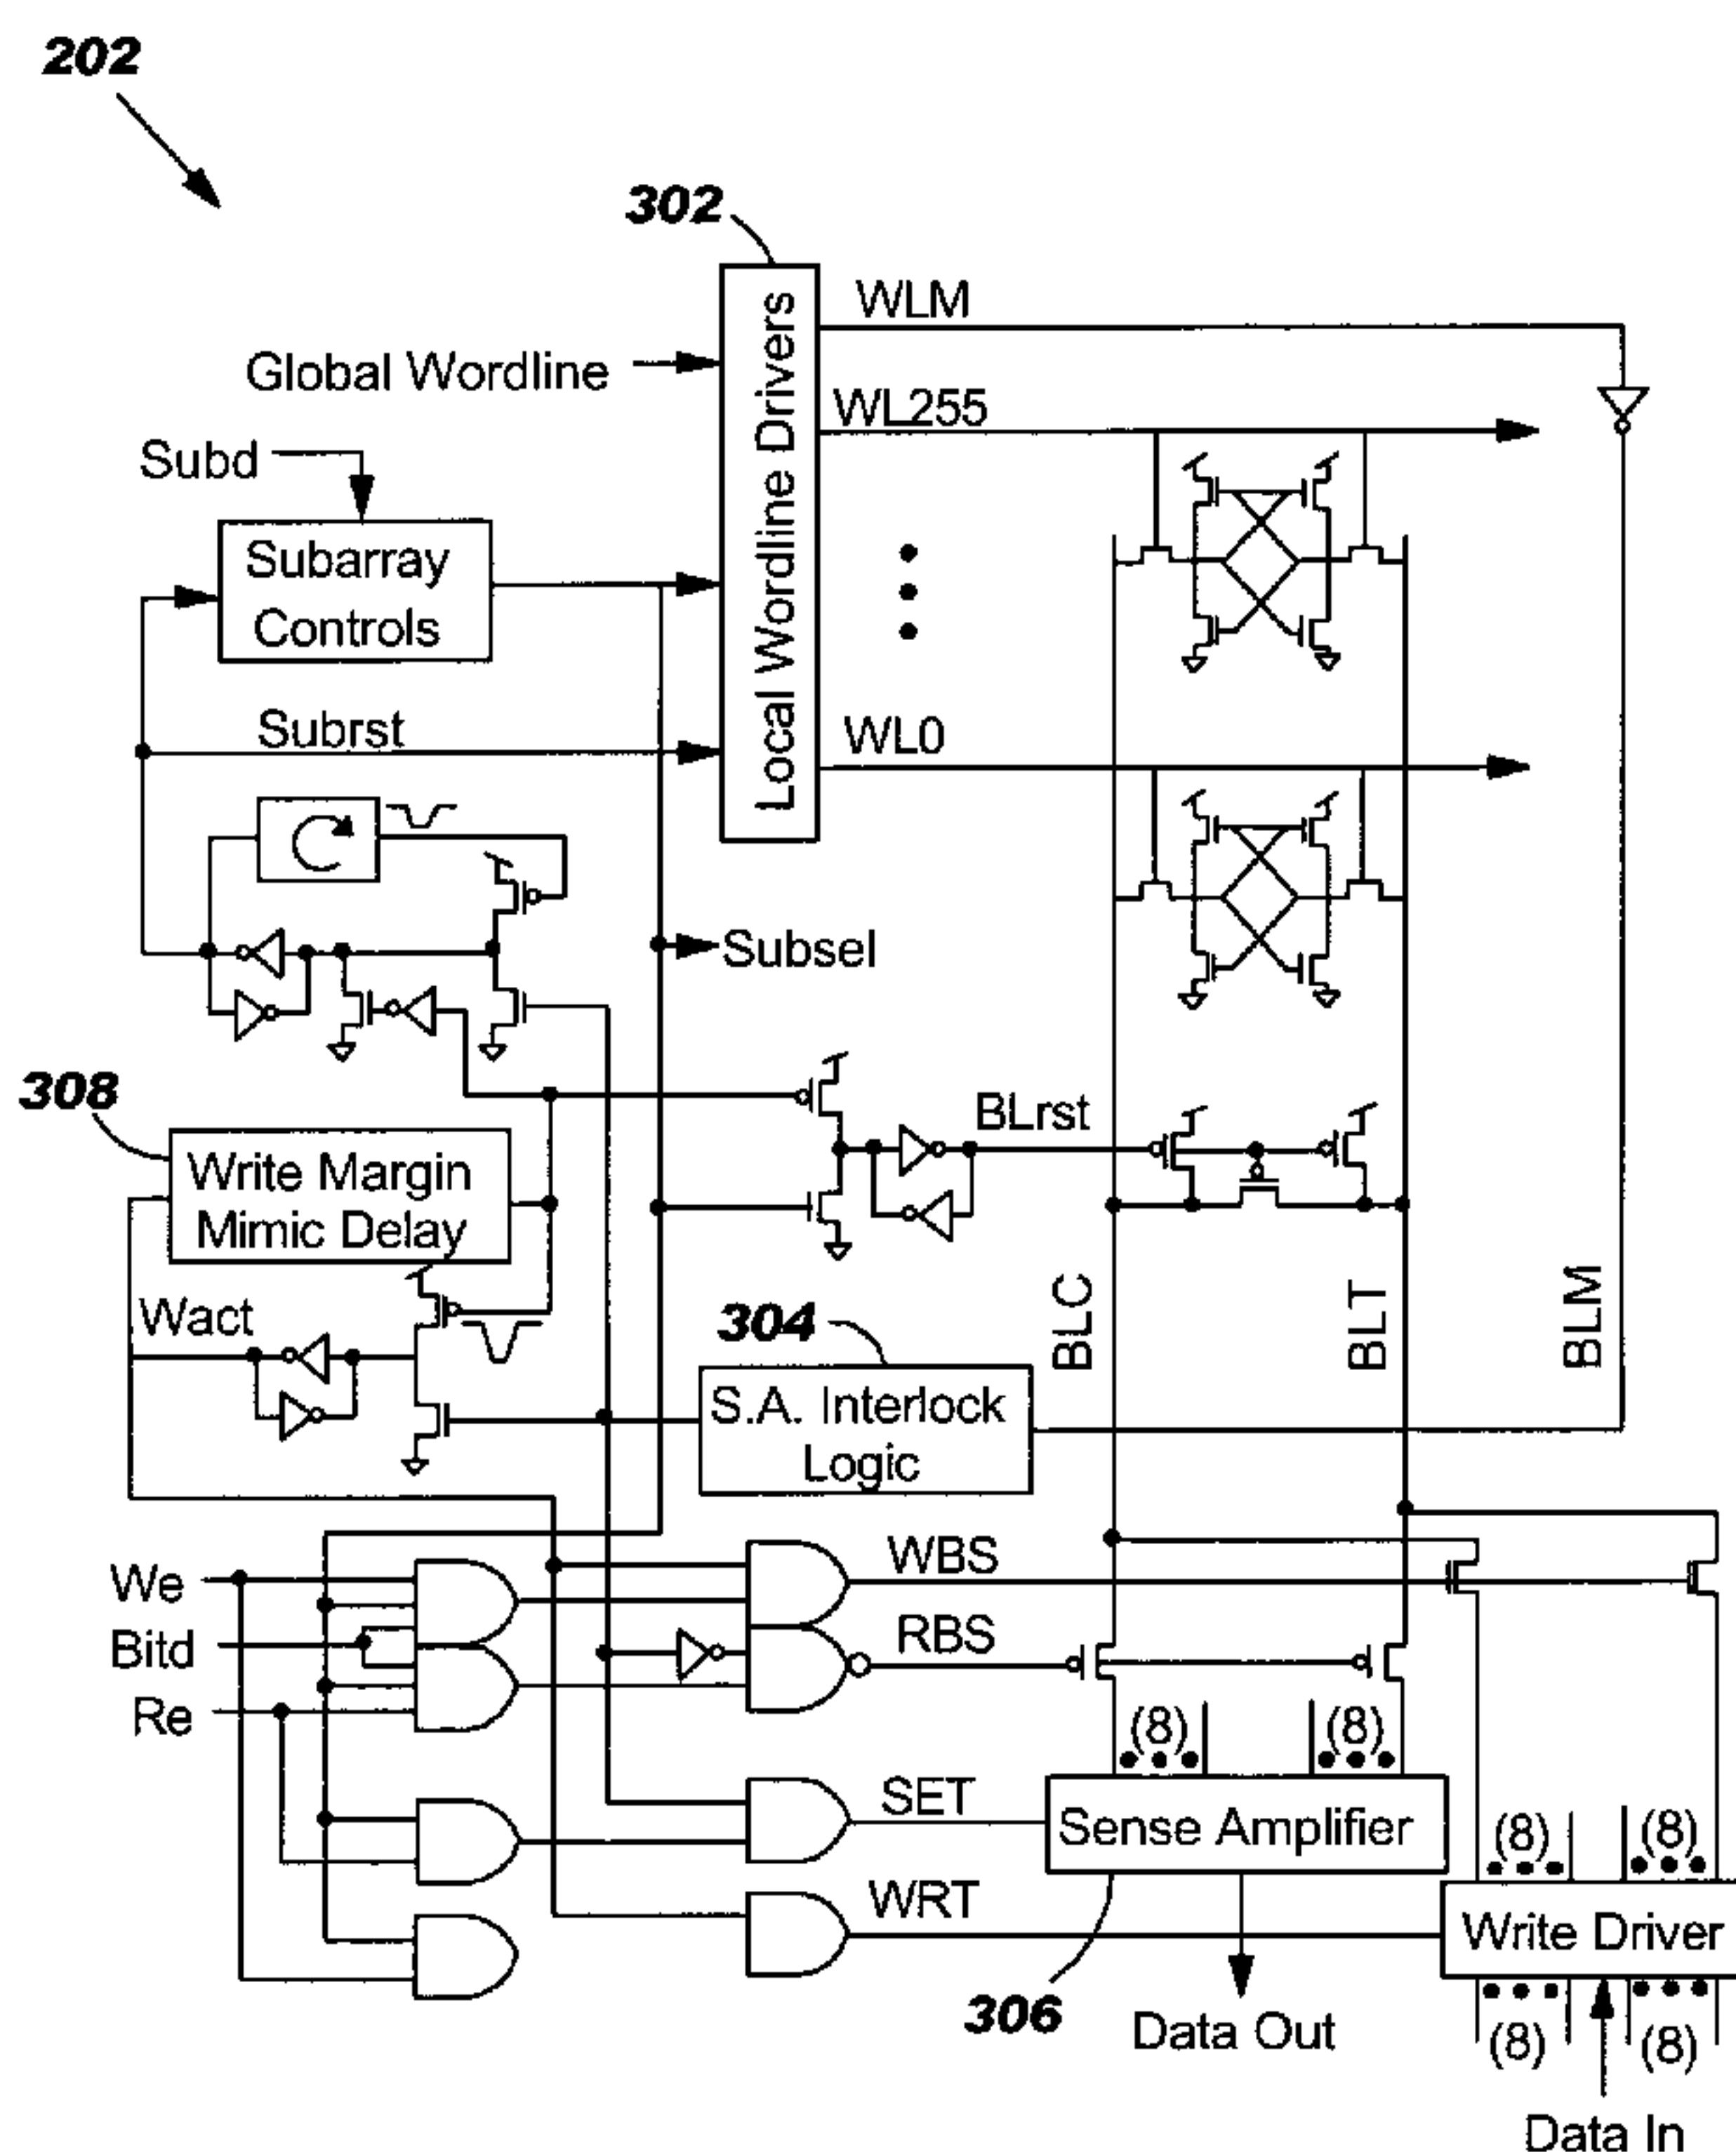 202
302
WLM
Global Wordline
Local Wordline Drivers
WL255
Subd
Subarray
Controls
Subrst
WL0
Subsel
308
BLrst
Write Margin
Mimic Delay
Wact
304
BLC
BLT
BLM
S.A. Interlock
Logic
We
WBS
Bitd
RBS
Re
(8)
(8)
SET
Sense Amplifier
(8)
(8)
WRT
Write Driver
306
Data Out
(8)
(8)
Data In